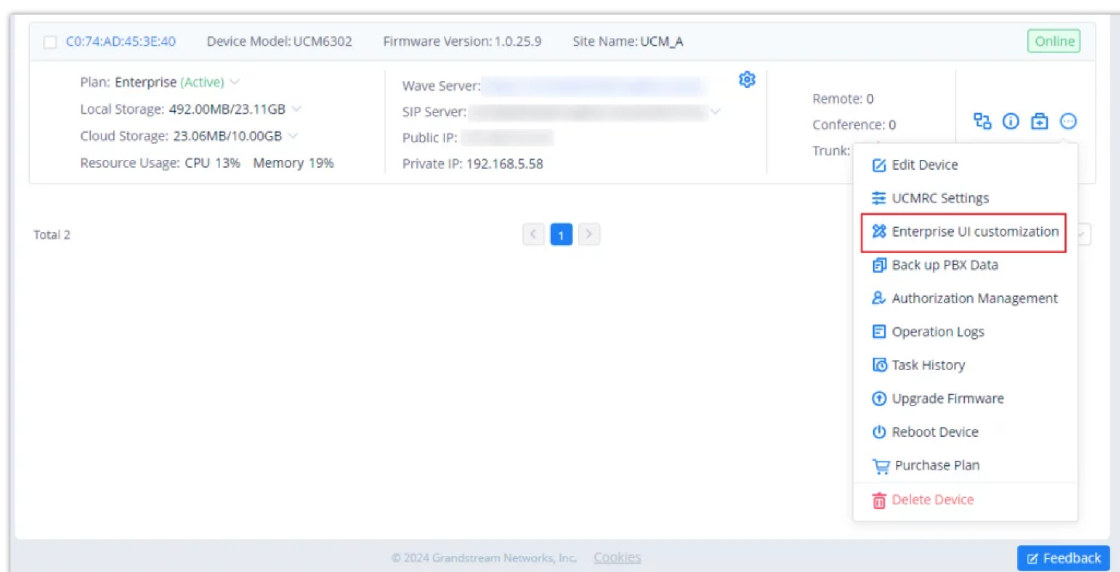 C0:74:AD:45:3E:40 Device Model: UCM6302 Firmware Version: 1.0.25.9 Site Name: UCM_A Online
Plan: Enterprise (Active)
Local Storage: 492.00MB/23.11GB
Cloud Storage: 23.06MB/10.00GB
Resource Usage: CPU 13% Memory 19%
Wave Server:
SIP Server:
Public IP:
Private IP: 192.168.5.58
Remote: 0
Conference: 0
Trunk:
Edit Device
UCMRC Settings
Enterprise UI customization
Back up PBX Data
Authorization Management
Operation Logs
Task History
Upgrade Firmware
Reboot Device
Purchase Plan
Delete Device
Total 2
1
© 2024 Grandstream Networks, Inc. Cookies
Feedback